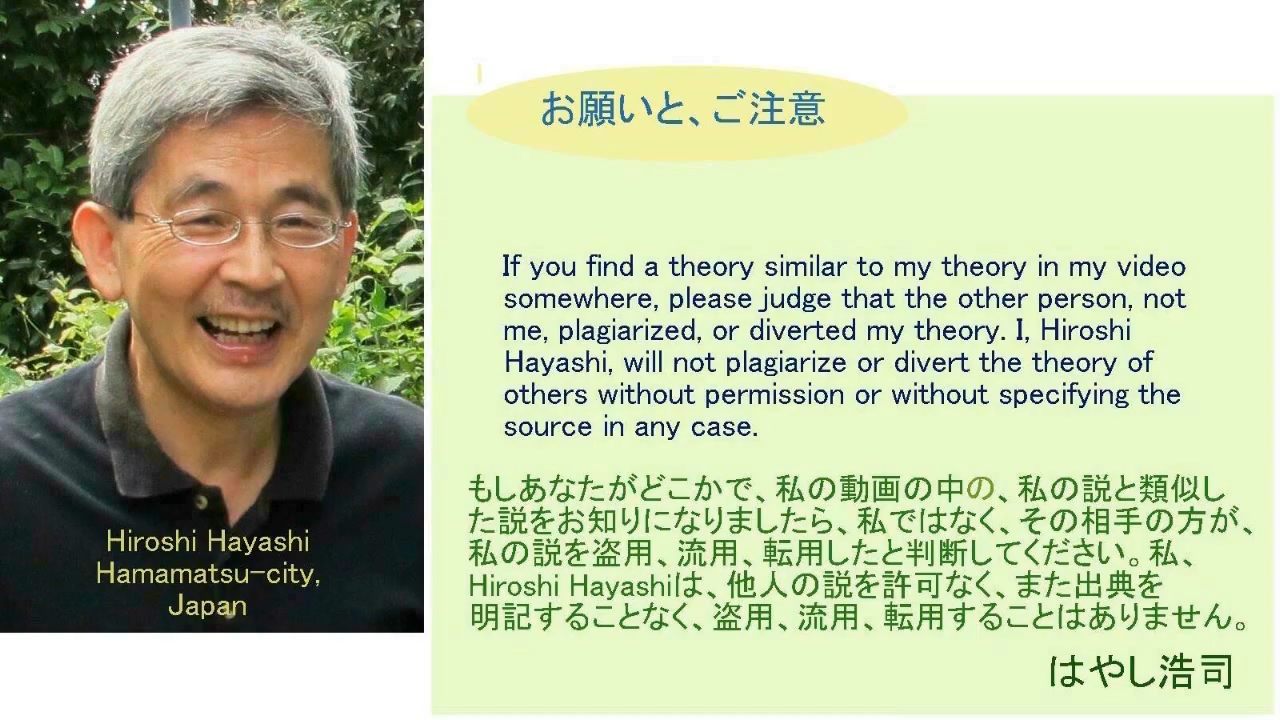 お願いと、ご注意
If you find a theory similar to my theory in my video
somewhere, please judge that the other person, not
me, plagiarized, or diverted my theory. I, Hiroshi
Hayashi, will not plagiarize or divert the theory of
others without permission or without specifying the
source in any case.
もしあなたがどこかで、私の動画の中の、私の説と類似し
た説をお知りになりましたら、私ではなく、その相手の方が、
私の説を盗用、流用、転用したと判断してください。私、
Hiroshi Hayashiは、他人の説を許可なく、また出典を
明記することなく、盗用、流用、転用することはありません。
はやし浩司
Hiroshi Hayashi
Hamamatsu-city,
Japan